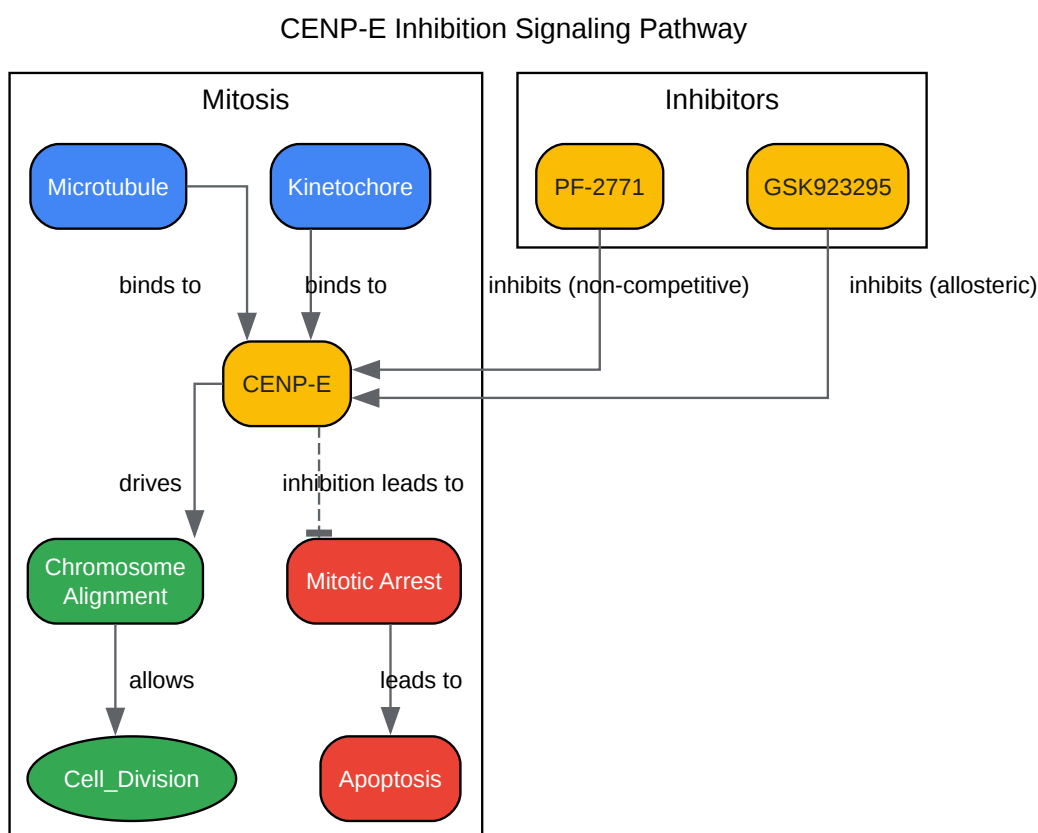 CENP-E Inhibition Signaling Pathway
Mitosis
Inhibitors
Microtubule
Kinetochore
PF-2771
GSK923295
binds to
binds to
inhibits (non-competitive)
inhibits (allosteric)
CENP-E
drives
inhibition leads to
Chromosome
Alignment
Mitotic Arrest
allows
leads to
Cell_Division
Apoptosis